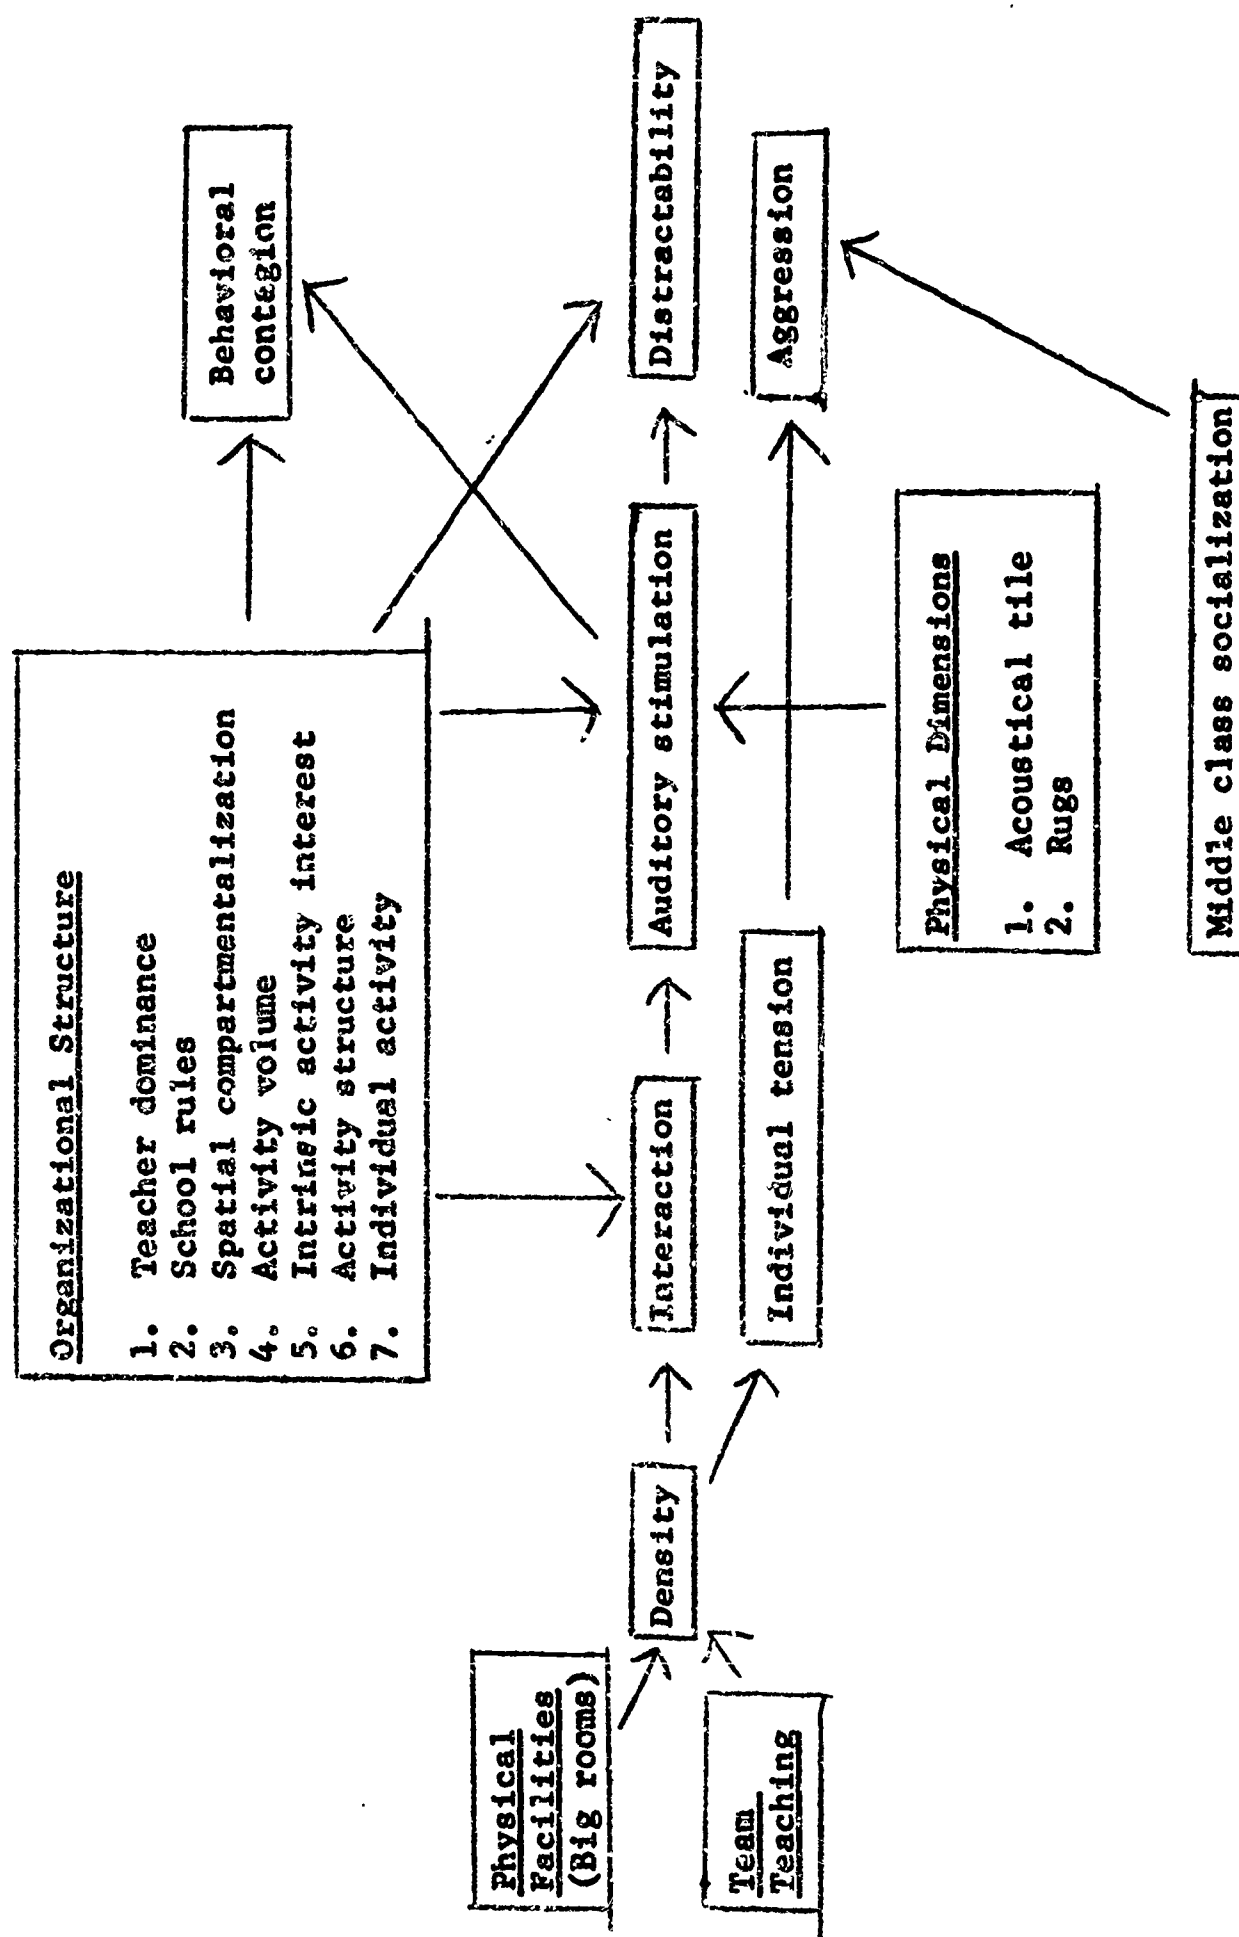 Organizational Structure
1. Teacher dominance
2. School rules
3. Spatial compartmentalization
4. Activity volume
5. Intrinsic activity interest
6. Activity structure
7. Individual activity
Behavioral
contagion
Physical
Facilities
(Big rooms)
Density
Interaction
Auditory stimulation
Distractability
Team
Teaching
Individual tension
Aggression
Physical Dimensions
1. Acoustical tile
2. Rugs
Middle class socialization